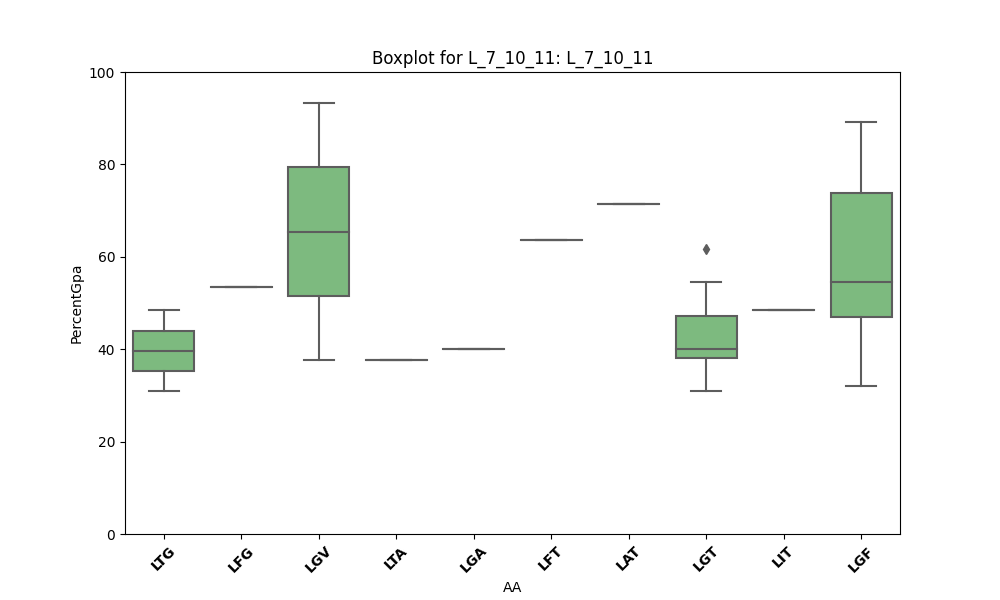 Boxplot for L_7_10_11: L_7_10_11
PercentGpa
100
80
60
40
20
0
LTG LFG LGV LTA LGA LFT LAT LGT LIT LGF
AA